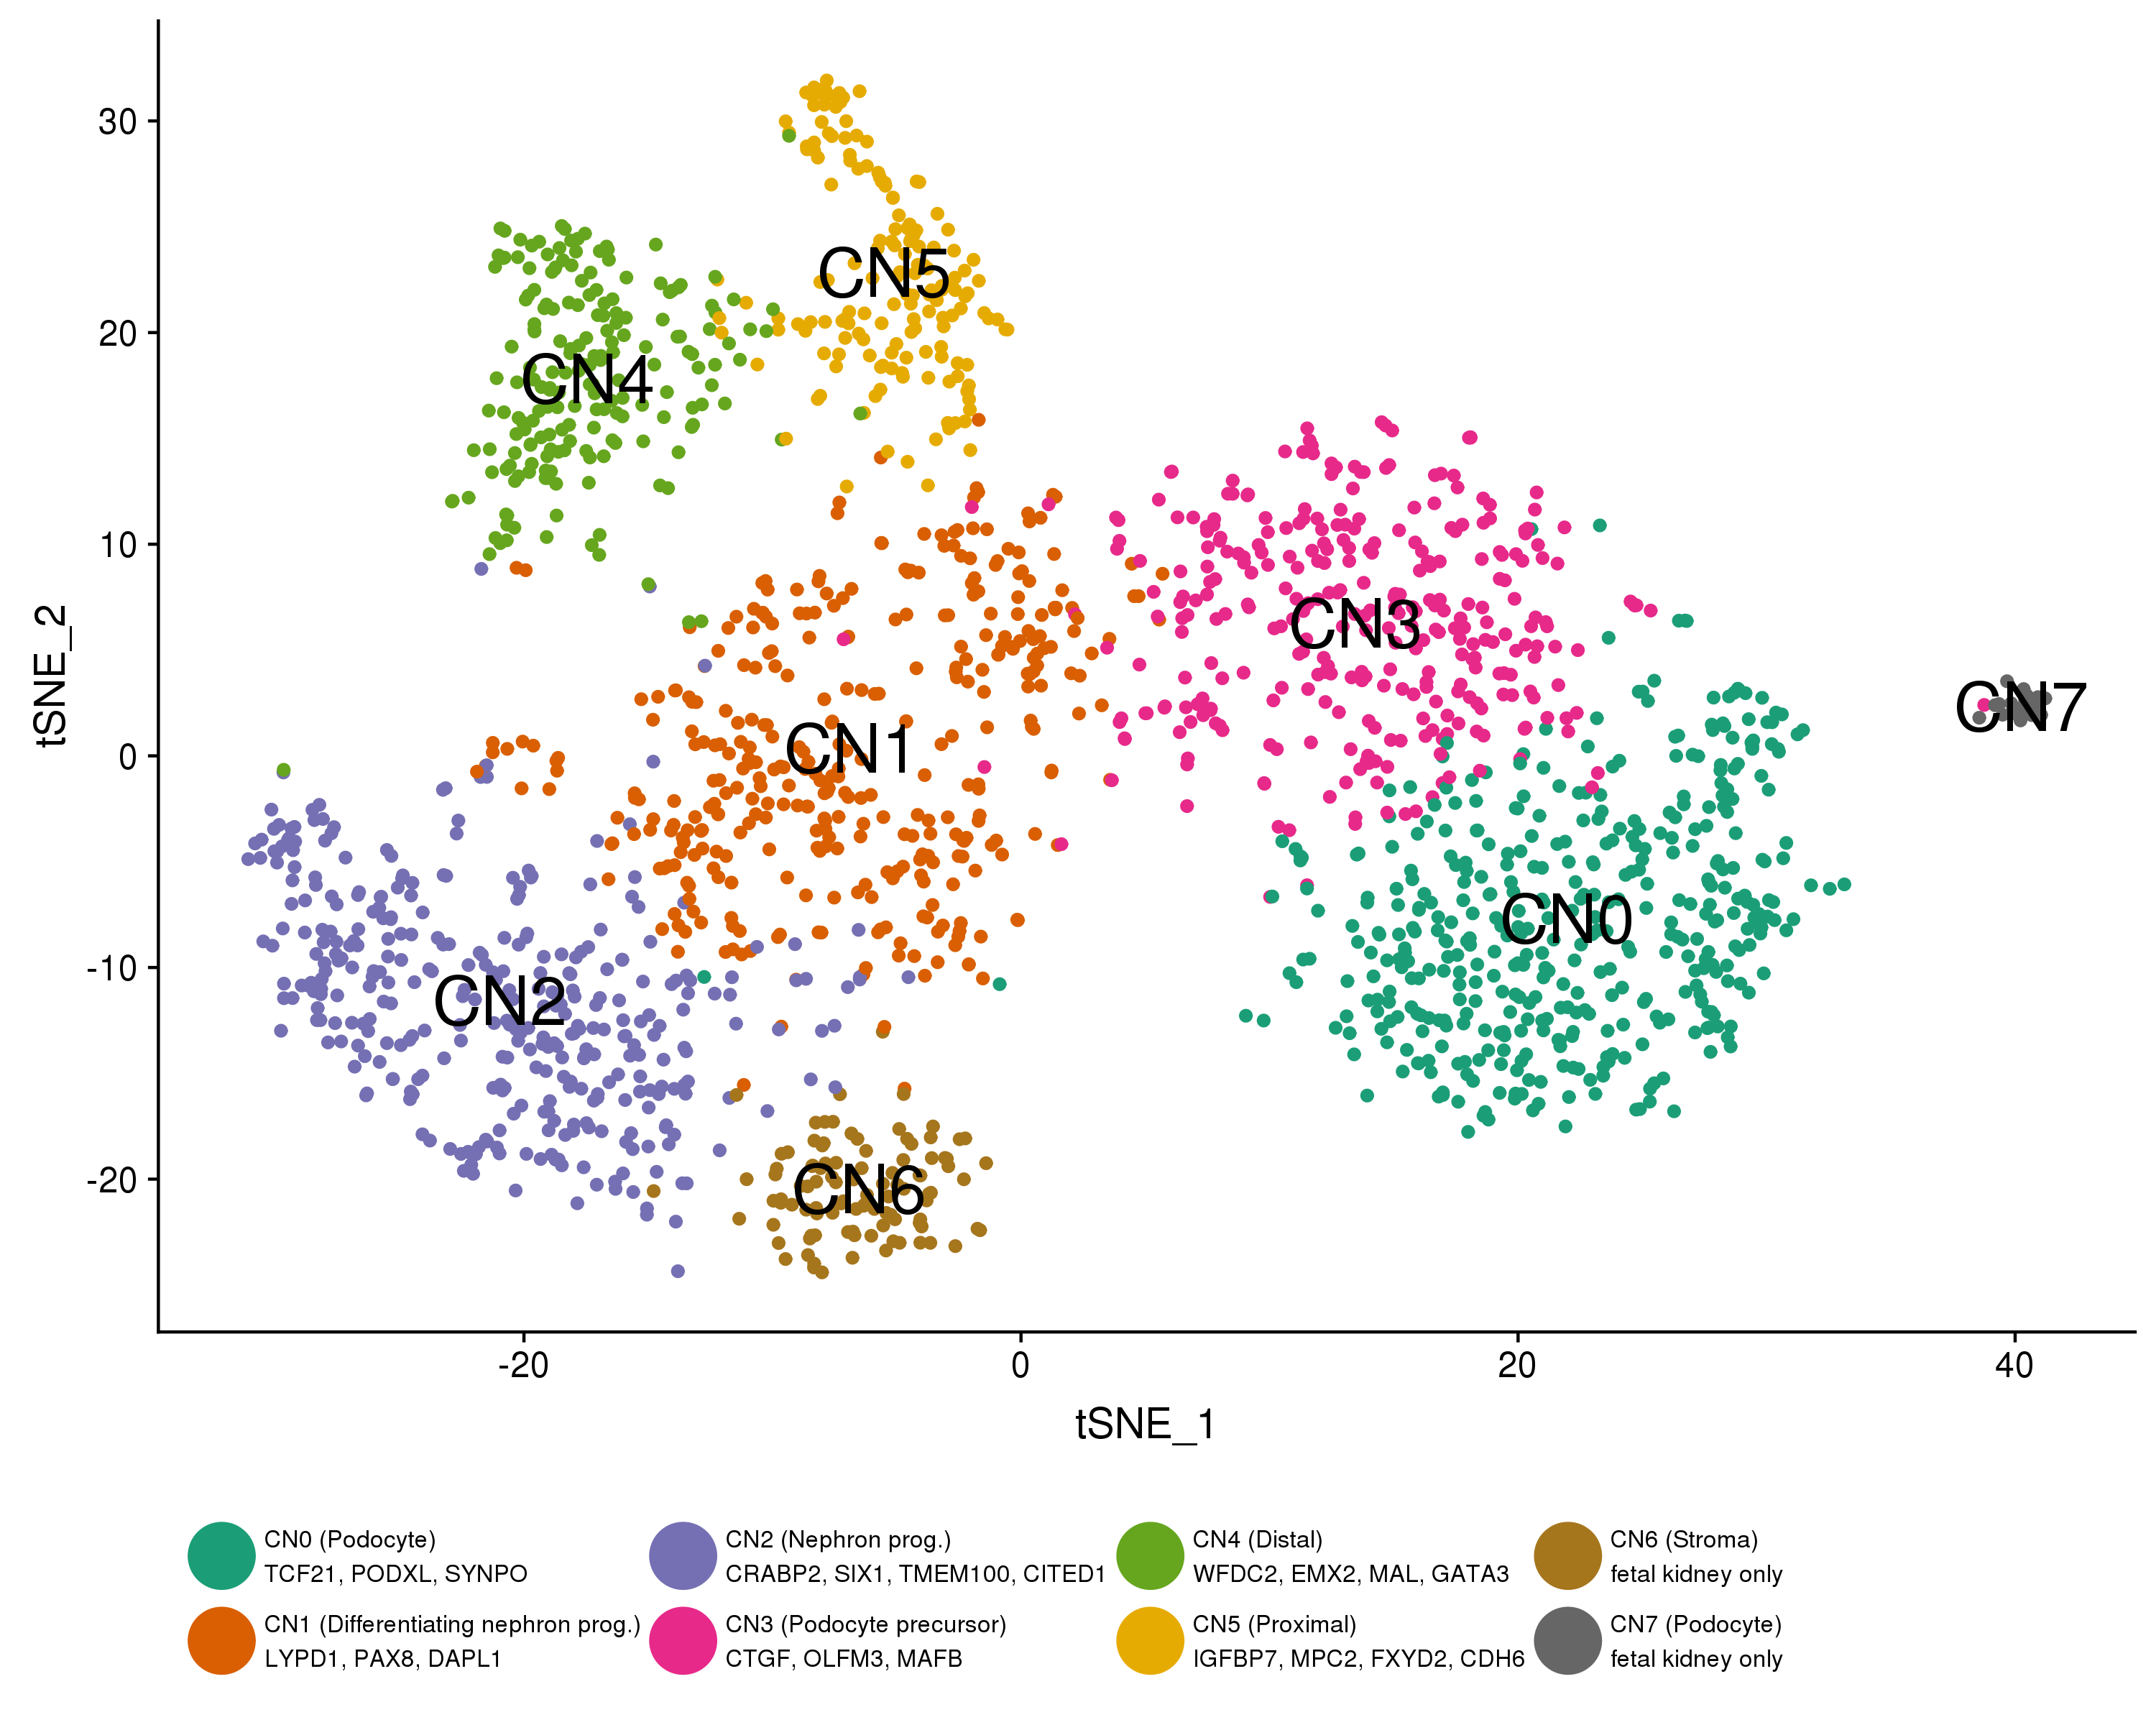 30
20
10
0
-10
-20
tSNE_2
CN5
CN4
CN3
CN7
CN1
CN0
CN2
CN6
-20 0 20 40
tSNE_1
CN0 (Podocyte)
TCF21, PODXL, SYNPO
CN1 (Differentiating nephron prog.)
LYPD1, PAX8, DAPL1
CN2 (Nephron prog.)
CRABP2, SIX1, TMEM100, CITED1
CN3 (Podocyte precursor)
CTGF, OLFM3, MAFB
CN4 (Distal)
WFDC2, EMX2, MAL, GATA3
CN5 (Proximal)
IGFBP7, MPC2, FXYD2, CDH6
CN6 (Stroma)
fetal kidney only
CN7 (Podocyte)
fetal kidney only